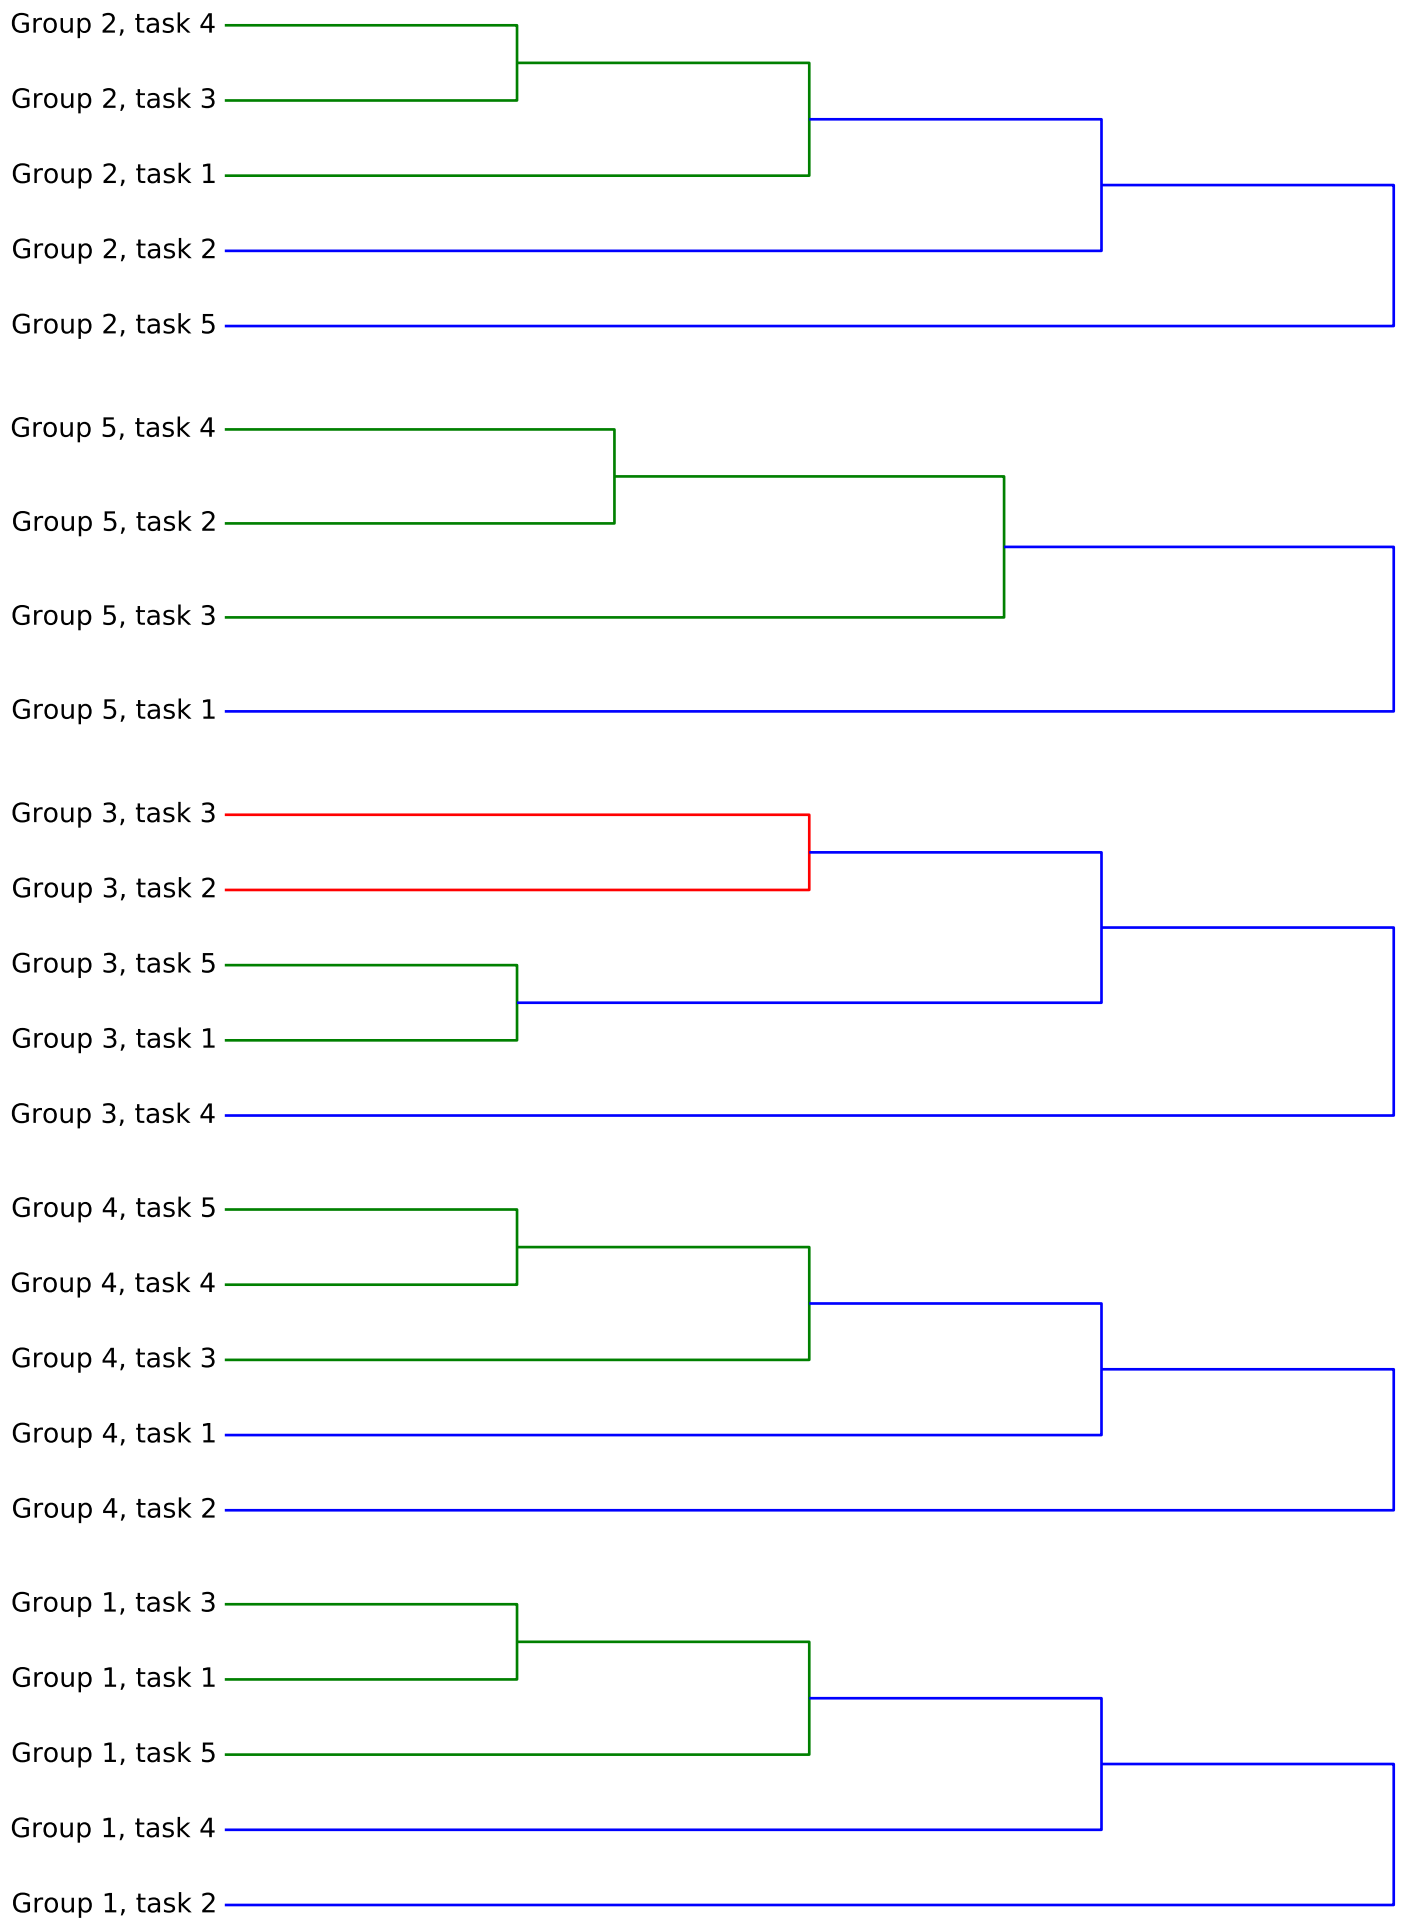 Group 2, task 4
Group 2, task 3
Group 2, task 1
Group 2, task 2
Group 2, task 5
Group 5, task 4
Group 5, task 2
Group 5, task 3
Group 5, task 1
Group 3, task 3
Group 3, task 2
Group 3, task 5
Group 3, task 1
Group 3, task 4
Group 4, task 5
Group 4, task 4
Group 4, task 3
Group 4, task 1
Group 4, task 2
Group 1, task 3
Group 1, task 1
Group 1, task 5
Group 1, task 4
Group 1, task 2